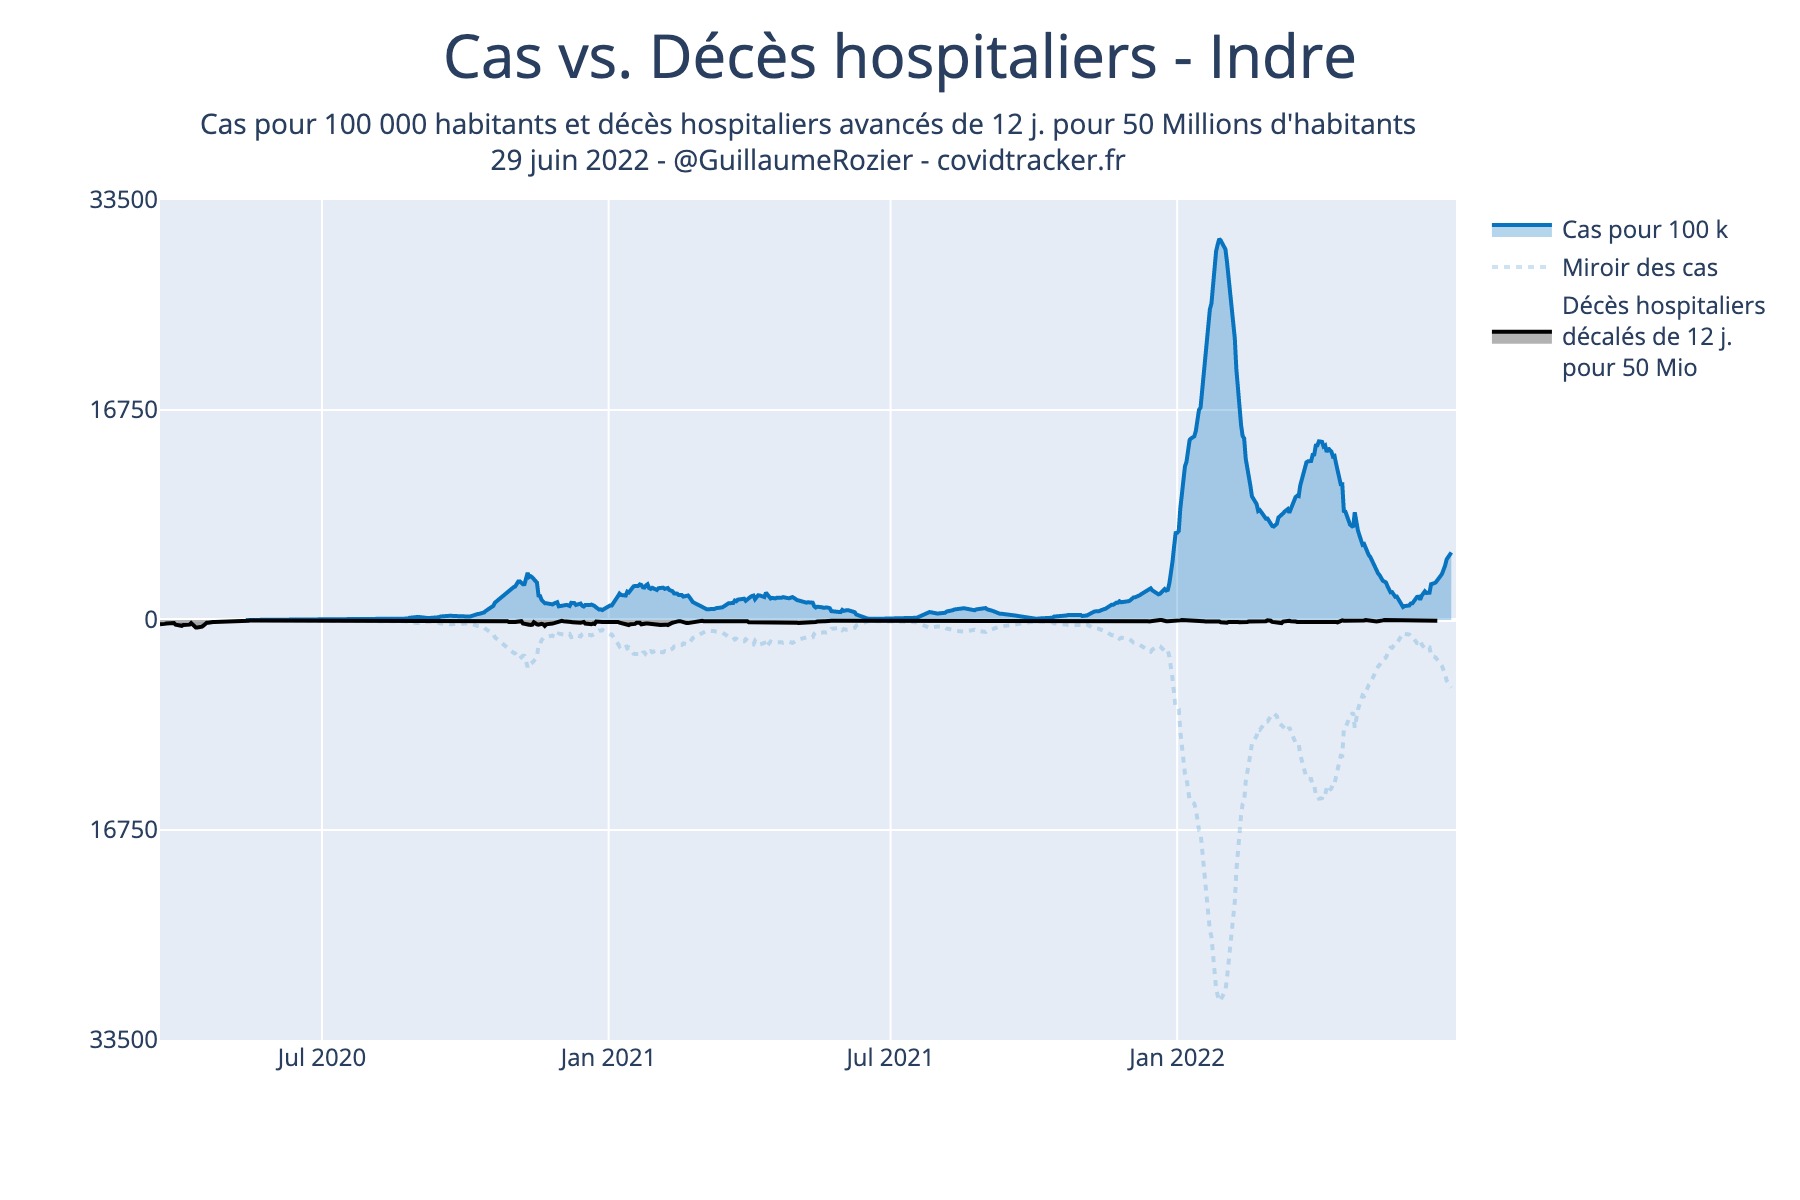 Cas vs. Décès hospitaliers - Indre
Cas pour 100 000 habitants et décès hospitaliers avancés de 12 j. pour 50 Millions d'habitants
29 juin 2022 - @GuillaumeRozier - covidtracker.fr
33500
16750
0
16750
33500
Jul 2020
Jan 2021
Jul 2021
Jan 2022
Cas pour 100 k
Miroir des cas
Décès hospitaliers
décalés de 12 j.
pour 50 Mio